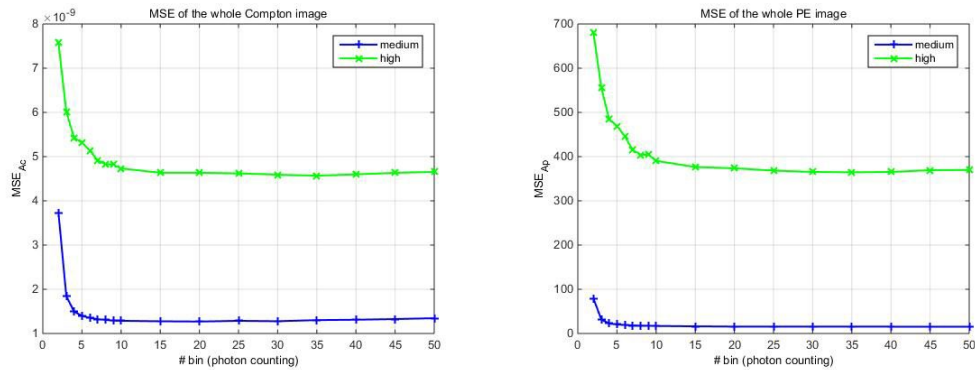 MSE of the whole Compton image
× 10⁻⁹
8
7
6
5
4
3
2
1
MSE_Ac
0 5 10 15 20 25 30 35 40 45 50
# bin (photon counting)
medium
high
MSE of the whole PE image
700
600
500
400
300
200
100
0
MSE_Ap
0 5 10 15 20 25 30 35 40 45 50
# bin (photon counting)
medium
high